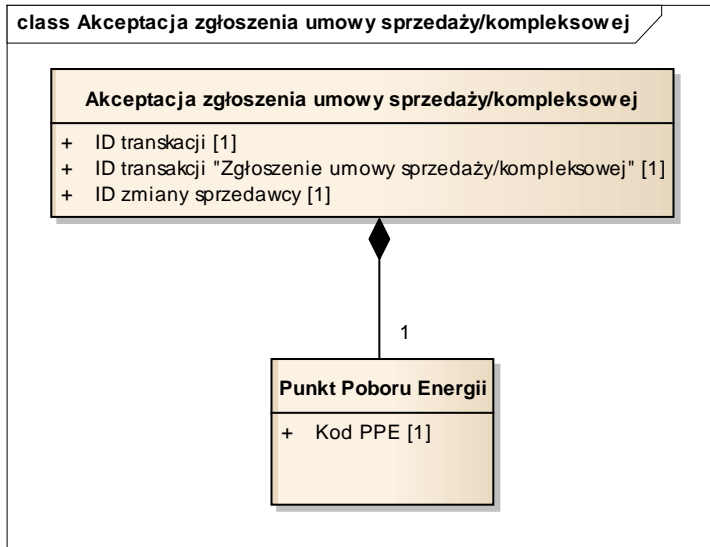 class Akceptacja zgłoszenia umowy sprzedaży/kompleksowej
Akceptacja zgłoszenia umowy sprzedaży/kompleksowej
+ ID transkacji [1]
+ ID transakcji "Zgłoszenie umowy sprzedaży/kompleksowej" [1]
+ ID zmiany sprzedawcy [1]
1
Punkt Poboru Energii
+ Kod PPE [1]